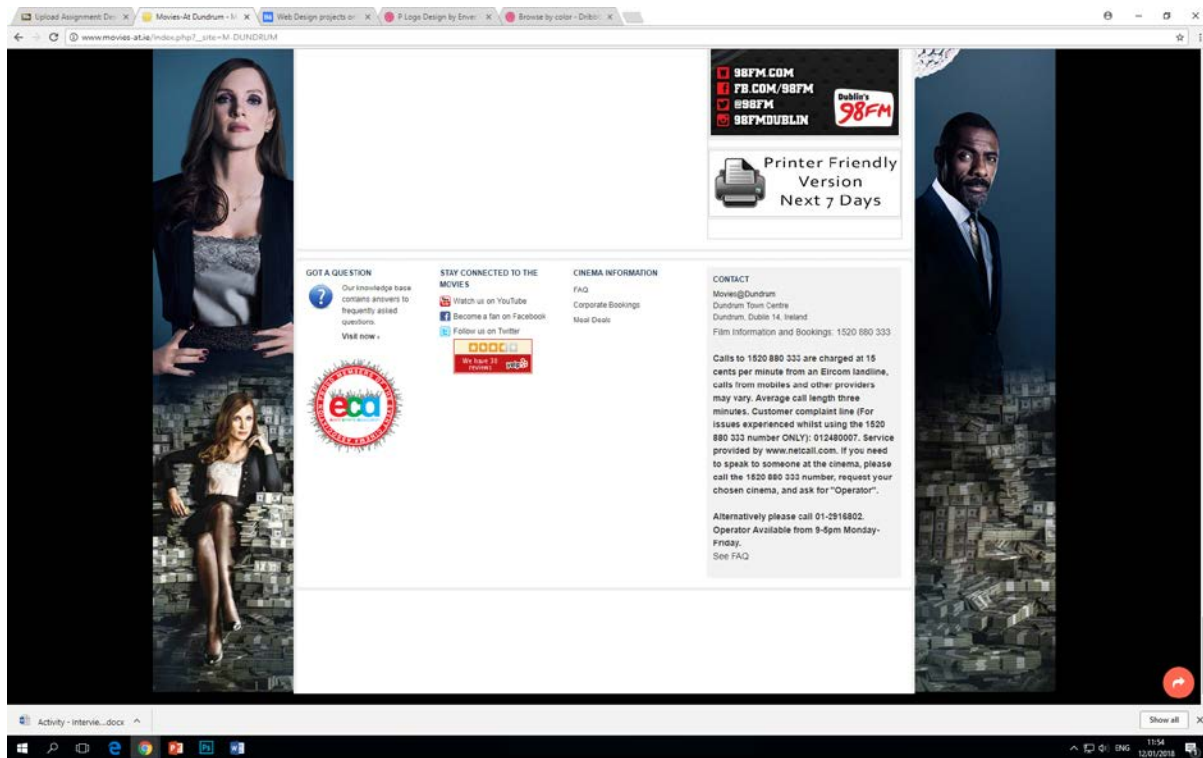 Upload Assignment: De
Movies-At Dundrum - M
Web Design projects on
P Logo Design by Enver
Browse by color - Dribb
www.movies-at.ie/index.php?_site=M-DUNDRUM
98FM.COM
FB.COM/98FM
@98FM
98FMDUBLIN
Dublin's
98FM
Printer Friendly
Version
Next 7 Days
GOT A QUESTION
Our knowledge base
contains answers to
frequently asked
questions.
Visit now »
eca
STAY CONNECTED TO THE
MOVIES
Watch us on YouTube
Become a fan on Facebook
Follow us on Twitter
We have 38
reviews
yelp
CINEMA INFORMATION
FAQ
Corporate Bookings
Meal Deals
CONTACT
Movies@Dundrum
Dundrum Town Centre
Dundrum, Dublin 14, Ireland
Film Information and Bookings: 1520 880 333
Calls to 1520 880 333 are charged at 15
cents per minute from an Eircom landline,
calls from mobiles and other providers
may vary. Average call length three
minutes. Customer complaint line (For
issues experienced whilst using the 1520
880 333 number ONLY): 012480007. Service
provided by www.netcall.com. If you need
to speak to someone at the cinema, please
call the 1520 880 333 number, request your
chosen cinema, and ask for "Operator".
Alternatively please call 01-2916802.
Operator Available from 9-5pm Monday-
Friday.
See FAQ
Activity - Intervie....docx
Show all
ENG
11:54
12/01/2018